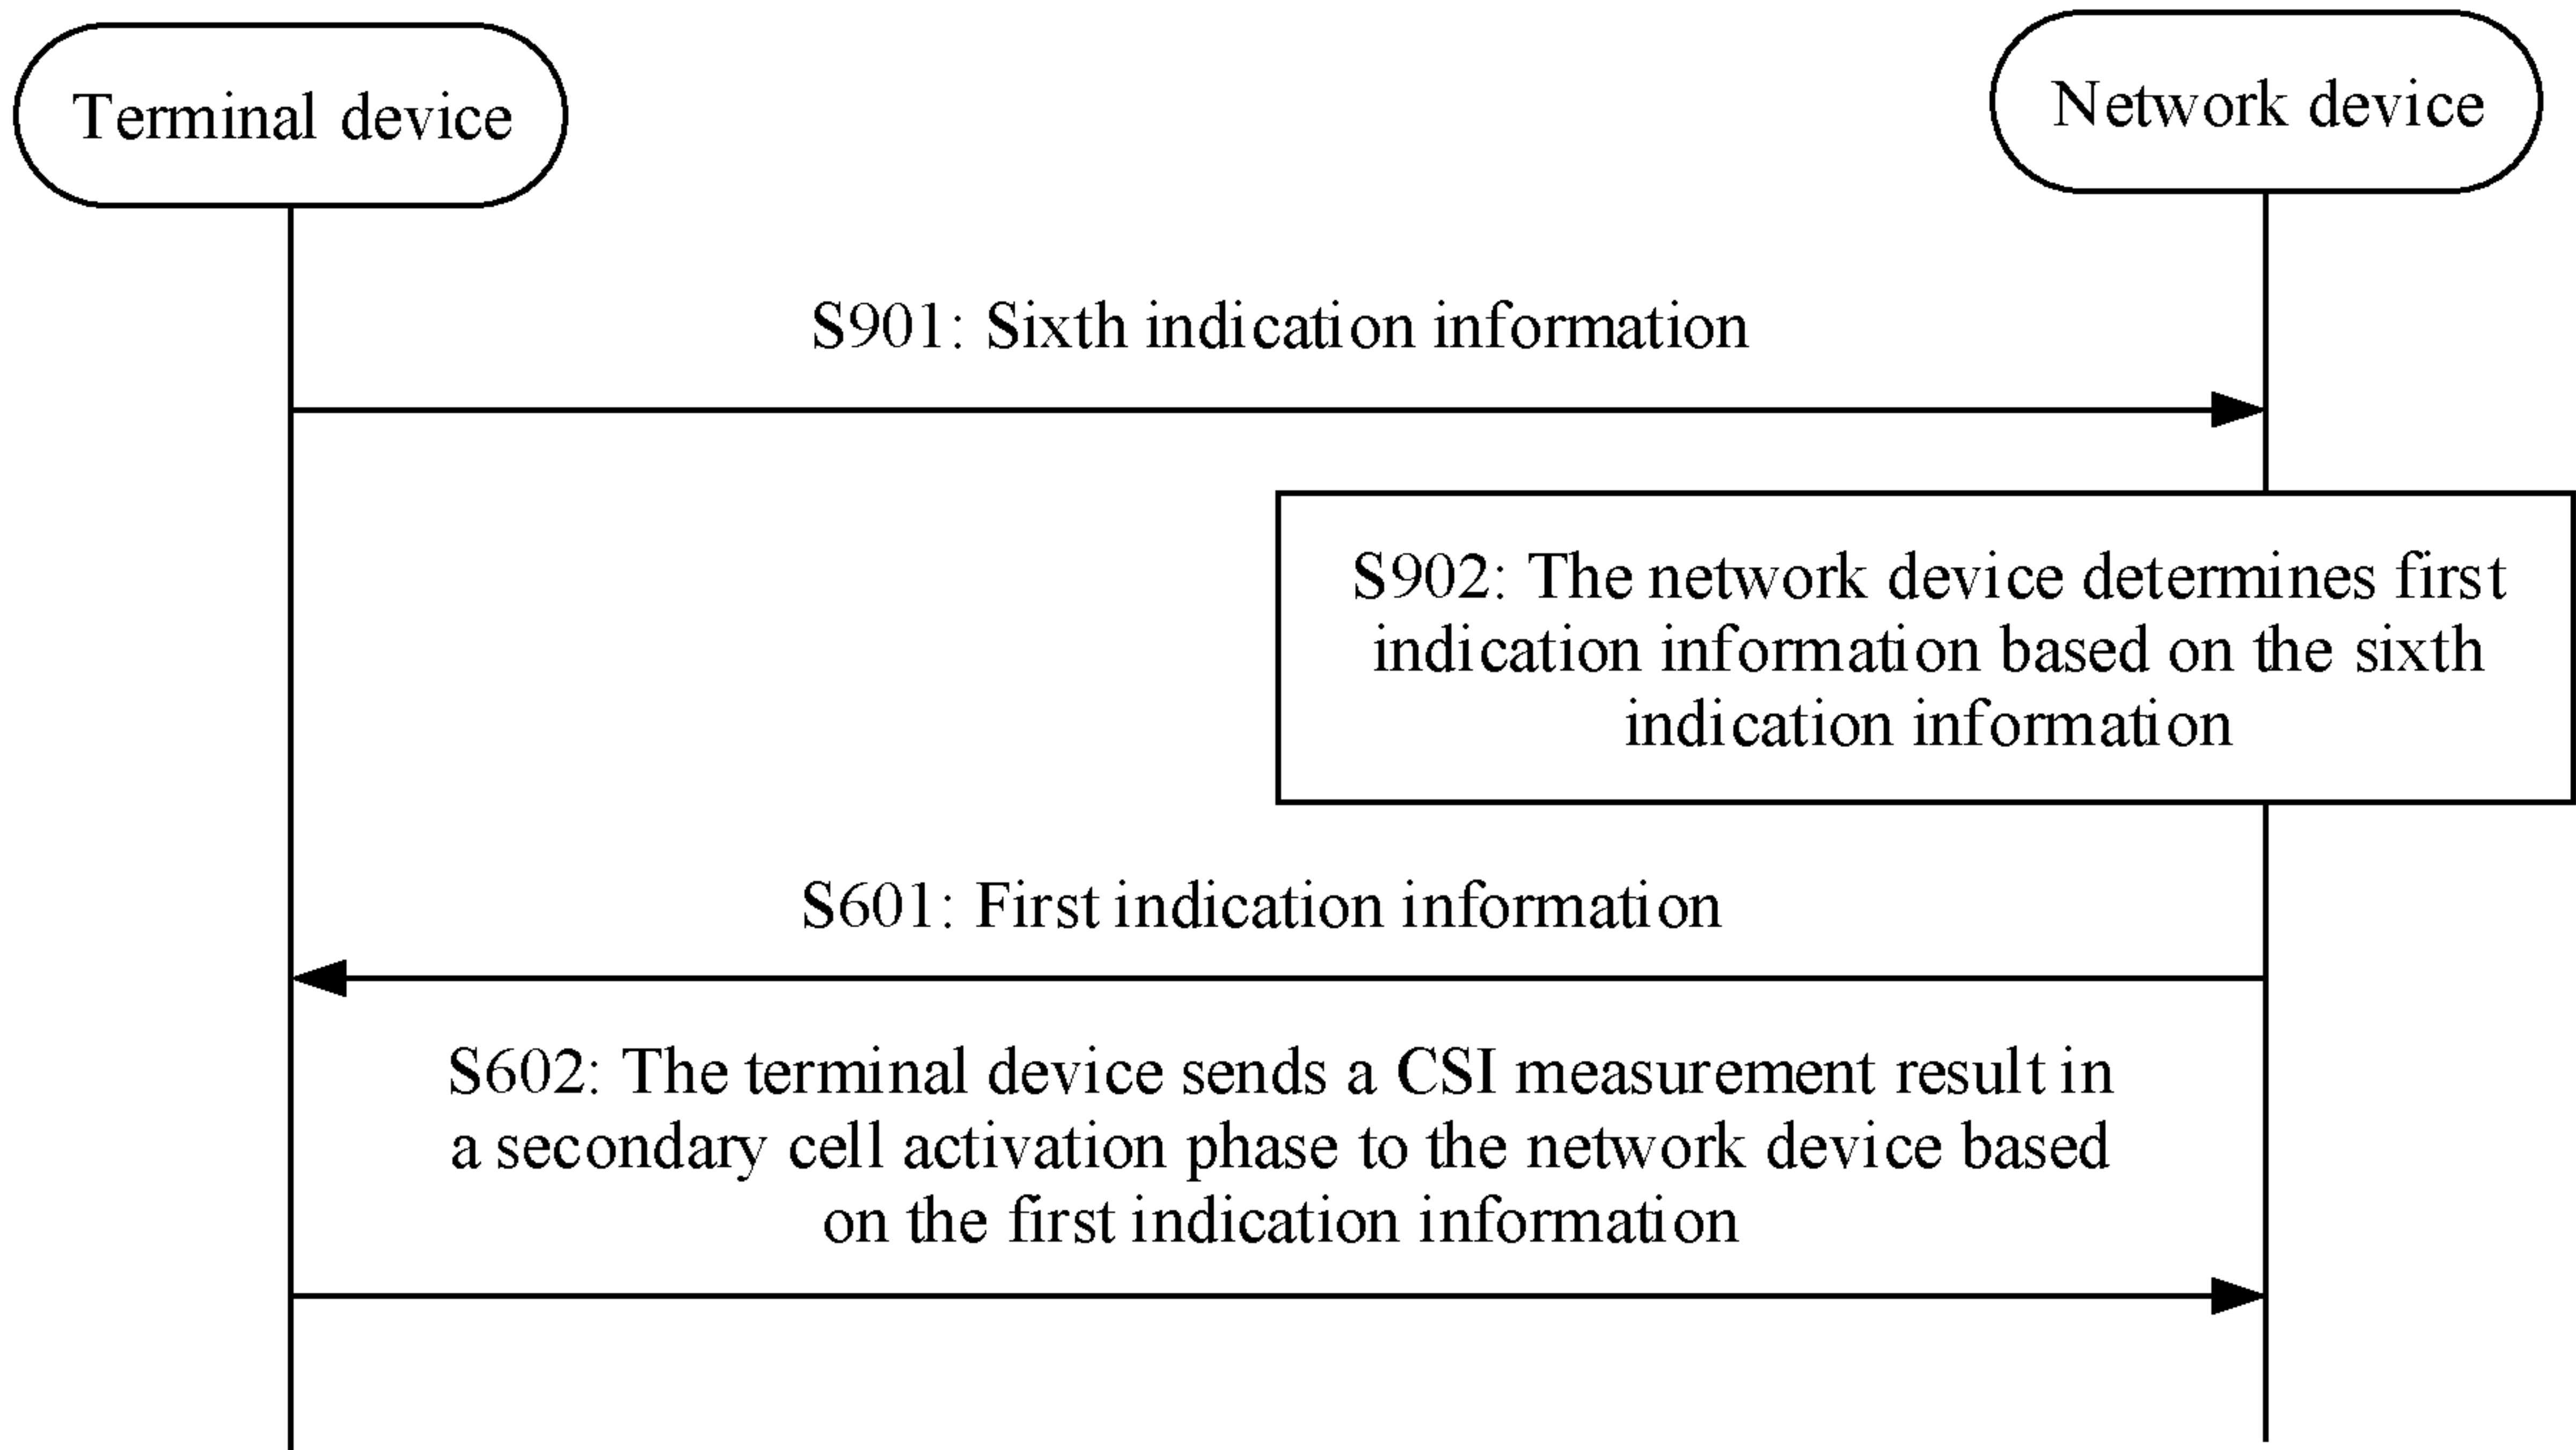 Terminal device
Network device
S901: Sixth indication information
S902: The network device determines first
indication information based on the sixth
indication information
S601: First indication information
S602: The terminal device sends a CSI measurement result in
a secondary cell activation phase to the network device based
on the first indication information